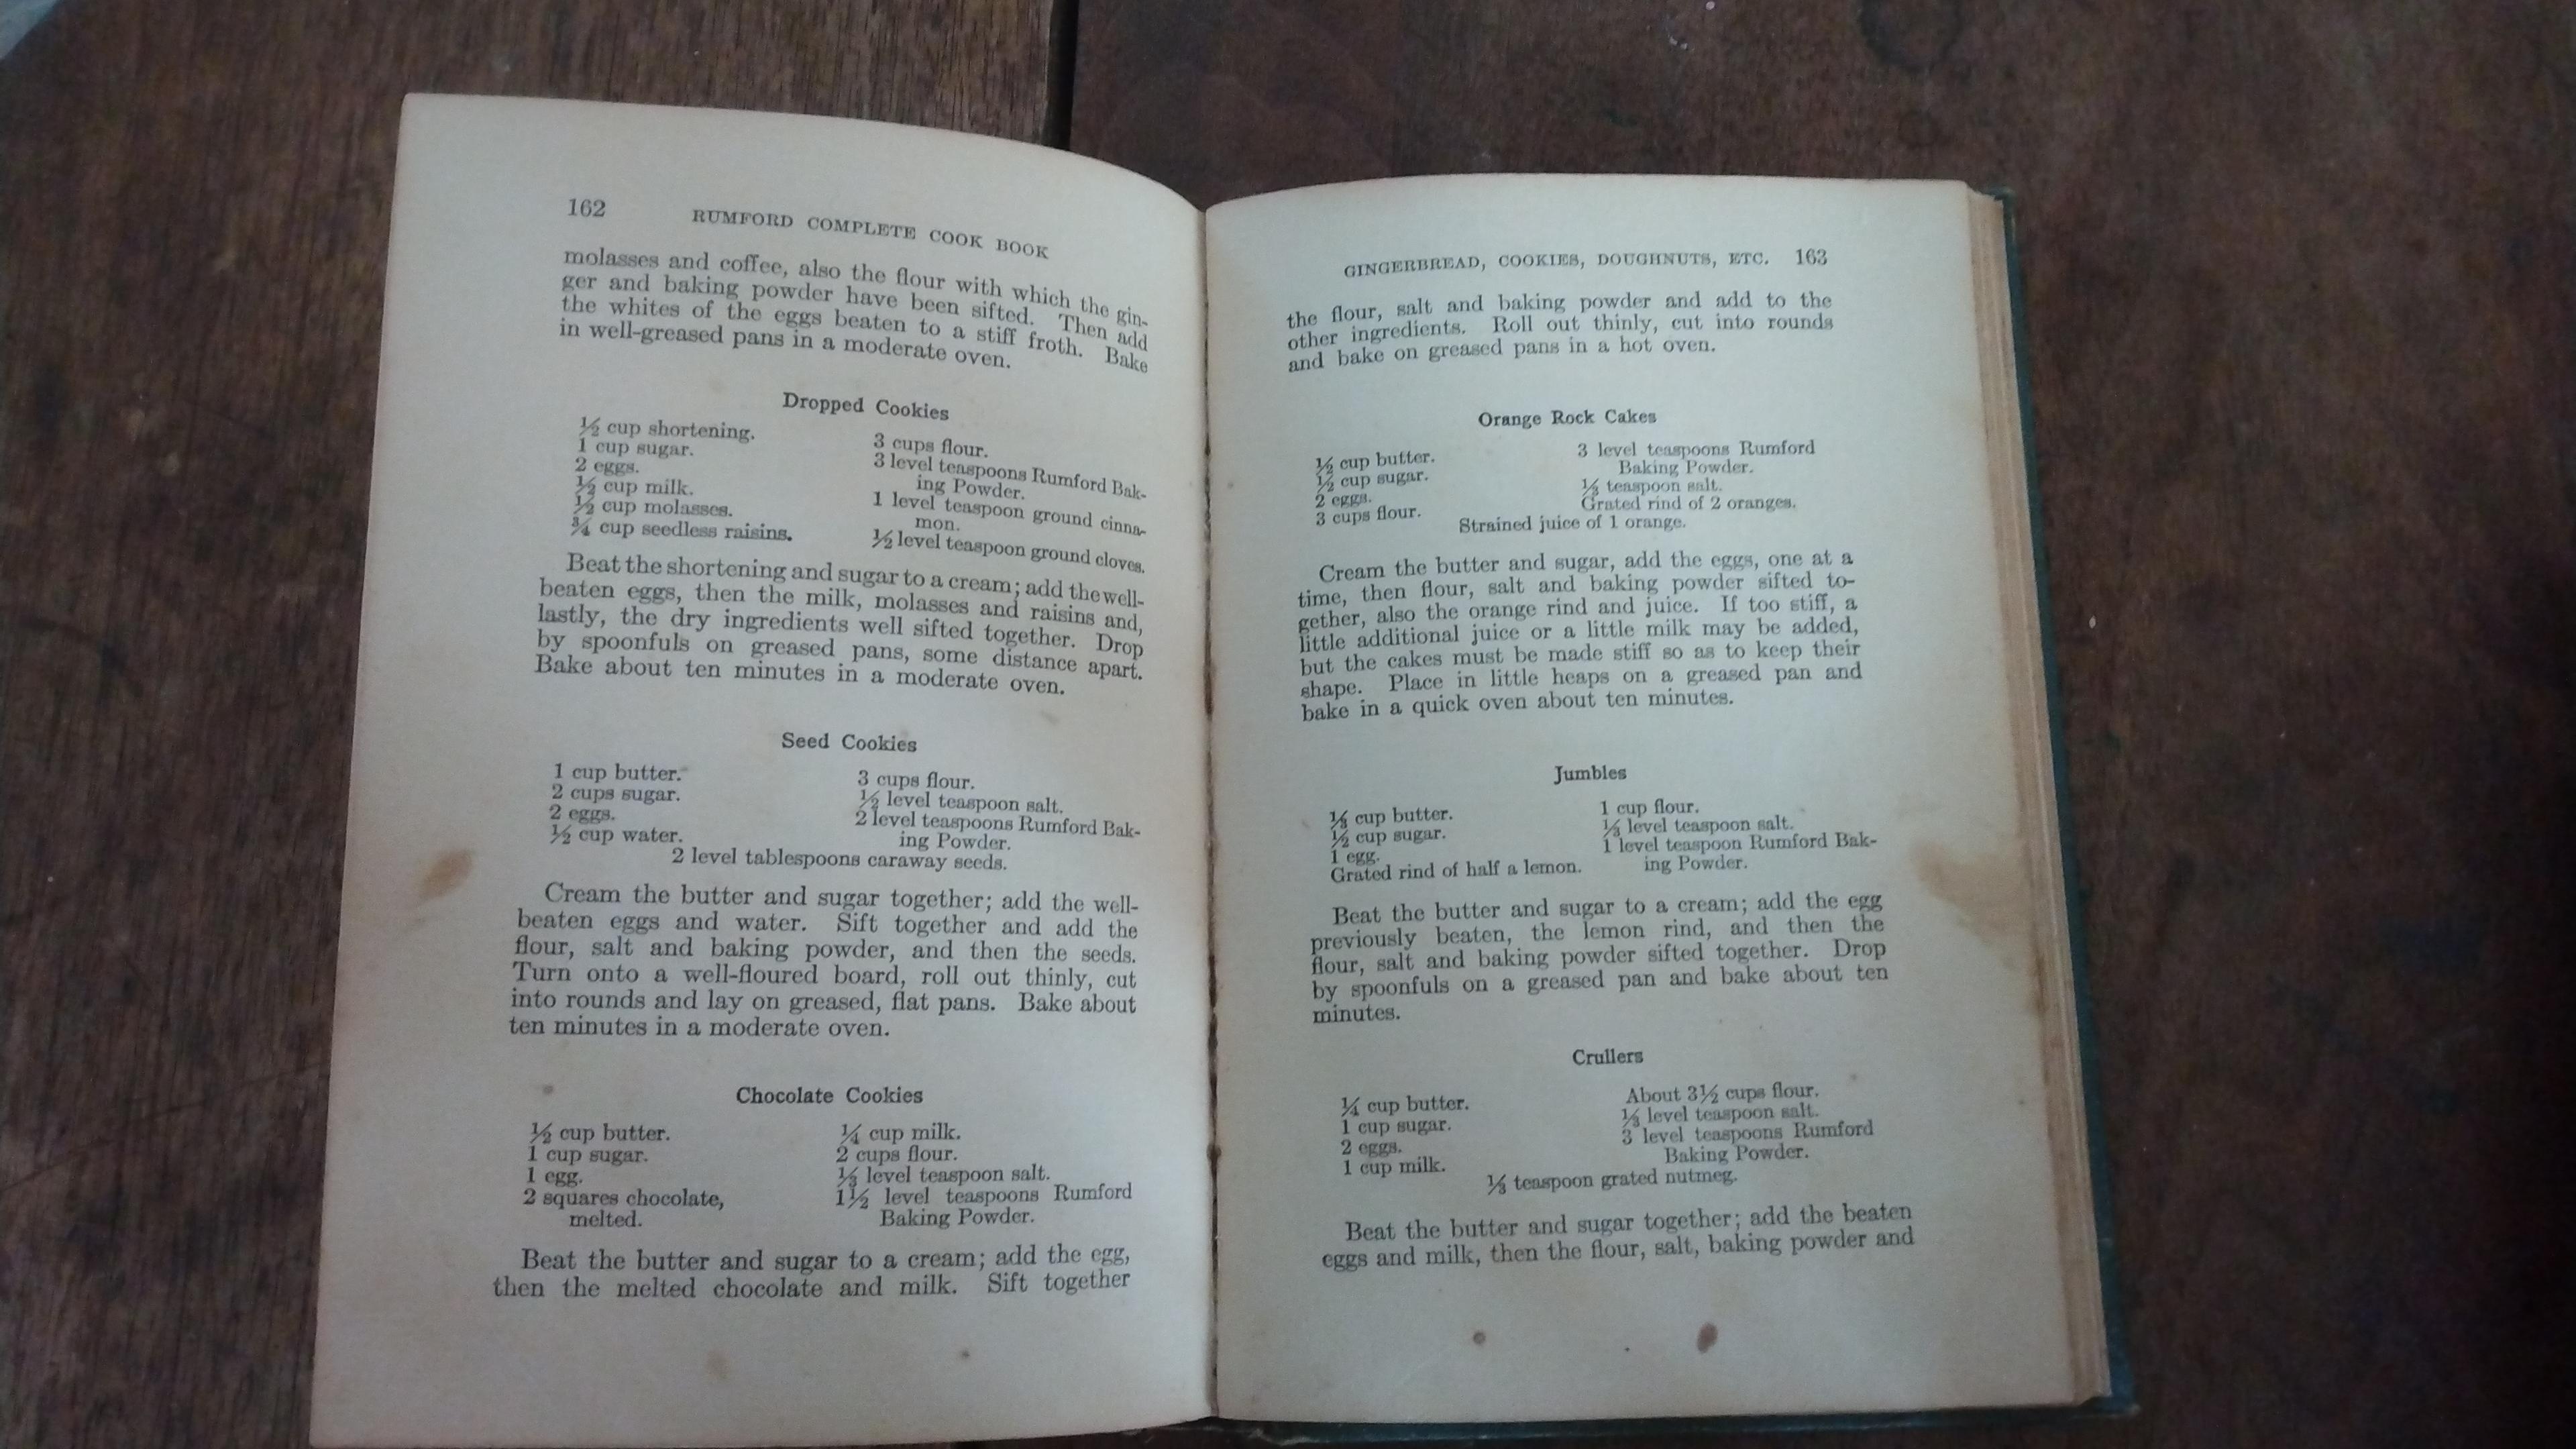 162 RUMFORD COMPLETE COOK BOOK
molasses and coffee, also the flour with which the gin-
ger and baking powder have been sifted. Then add
the whites of the eggs beaten to a stiff froth. Bake
in well-greased pans in a moderate oven.
Dropped Cookies
½ cup shortening.
1 cup sugar.
2 eggs.
½ cup milk.
½ cup molasses.
¾ cup seedless raisins.
3 cups flour.
3 level teaspoons Rumford Bak-
ing Powder.
1 level teaspoon ground cinna-
mon.
½ level teaspoon ground cloves.
Beat the shortening and sugar to a cream; add the well-
beaten eggs, then the milk, molasses and raisins and,
lastly, the dry ingredients well sifted together. Drop
by spoonfuls on greased pans, some distance apart.
Bake about ten minutes in a moderate oven.
Seed Cookies
1 cup butter.
2 cups sugar.
2 eggs.
½ cup water.
3 cups flour.
½ level teaspoon salt.
2 level teaspoons Rumford Bak-
ing Powder.
2 level tablespoons caraway seeds.
Cream the butter and sugar together; add the well-
beaten eggs and water. Sift together and add the
flour, salt and baking powder, and then the seeds.
Turn onto a well-floured board, roll out thinly, cut
into rounds and lay on greased, flat pans. Bake about
ten minutes in a moderate oven.
Chocolate Cookies
½ cup butter.
1 cup sugar.
1 egg.
2 squares chocolate,
melted.
¼ cup milk.
2 cups flour.
⅓ level teaspoon salt.
1½ level teaspoons Rumford
Baking Powder.
Beat the butter and sugar to a cream; add the egg,
then the melted chocolate and milk. Sift together
GINGERBREAD, COOKIES, DOUGHNUTS, ETC. 163
the flour, salt and baking powder and add to the
other ingredients. Roll out thinly, cut into rounds
and bake on greased pans in a hot oven.
Orange Rock Cakes
½ cup butter.
½ cup sugar.
2 eggs.
3 cups flour.
3 level teaspoons Rumford
Baking Powder.
teaspoon salt.
Grated rind of 2 oranges.
Strained juice of 1 orange.
Cream the butter and sugar, add the eggs, one at a
time, then flour, salt and baking powder sifted to-
gether, also the orange rind and juice. If too stiff, a
little additional juice or a little milk may be added,
but the cakes must be made stiff so as to keep their
shape. Place in little heaps on a greased pan and
bake in a quick oven about ten minutes.
Jumbles
⅓ cup butter.
½ cup sugar.
1 egg.
Grated rind of half a lemon.
1 cup flour.
⅓ level teaspoon salt.
1 level teaspoon Rumford Bak-
ing Powder.
Beat the butter and sugar to a cream; add the egg
previously beaten, the lemon rind, and then the
flour, salt and baking powder sifted together. Drop
by spoonfuls on a greased pan and bake about ten
minutes.
Crullers
¼ cup butter.
1 cup sugar.
2 eggs.
1 cup milk.
About 3½ cups flour.
⅓ level teaspoon salt.
3 level teaspoons Rumford
Baking Powder.
⅓ teaspoon grated nutmeg.
Beat the butter and sugar together; add the beaten
eggs and milk, then the flour, salt, baking powder and